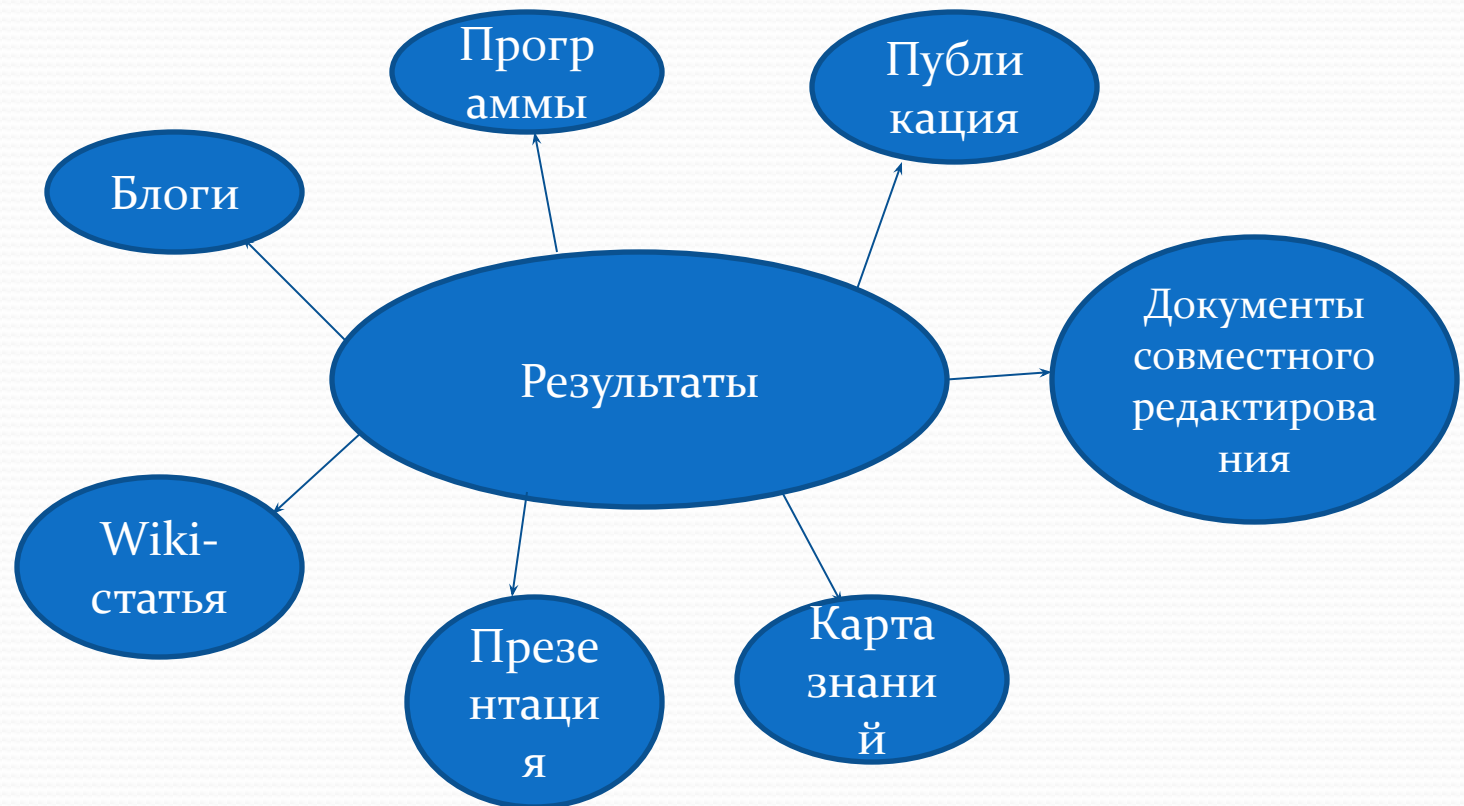 Прогр
аммы
Публи
кация
Блоги
Документы
совместного
редактирова
ния
Результаты
Wiki-
статья
Презе
нтаци
я
Карта
знани
й